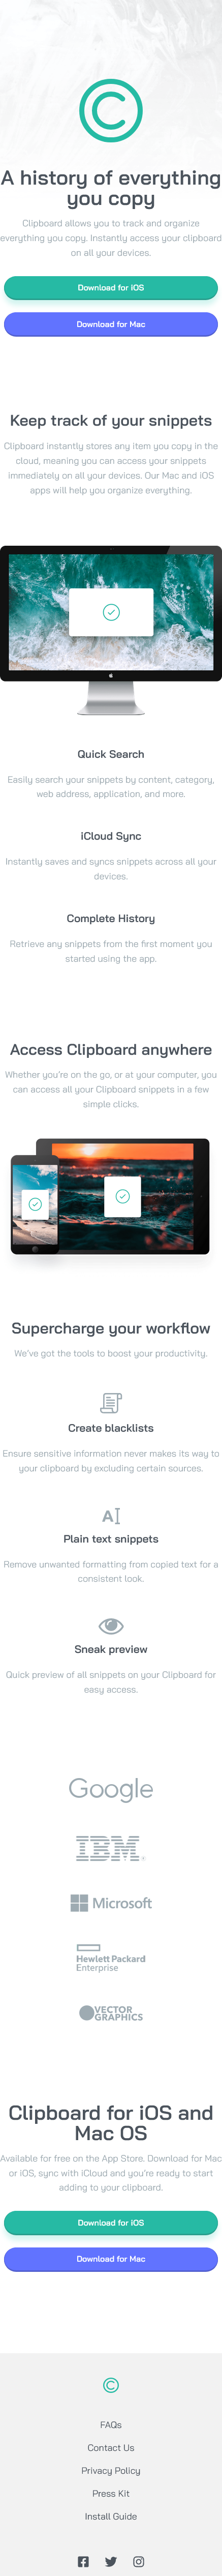 A history of everything
you copy
Clipboard allows you to track and organize
everything you copy. Instantly access your clipboard
on all your devices.
Download for iOS
Download for Mac
Keep track of your snippets
Clipboard instantly stores any item you copy in the
cloud, meaning you can access your snippets
immediately on all your devices. Our Mac and iOS
apps will help you organize everything.
Quick Search
Easily search your snippets by content, category,
web address, application, and more.
iCloud Sync
Instantly saves and syncs snippets across all your
devices.
Complete History
Retrieve any snippets from the first moment you
started using the app.
Access Clipboard anywhere
Whether you're on the go, or at your computer, you
can access all your Clipboard snippets in a few
simple clicks.
Supercharge your workflow
We've got the tools to boost your productivity.
Create blacklists
Ensure sensitive information never makes its way to
your clipboard by excluding certain sources.
Plain text snippets
Remove unwanted formatting from copied text for a
consistent look.
Sneak preview
Quick preview of all snippets on your Clipboard for
easy access.
Google
IBM
Microsoft
Hewlett Packard
Enterprise
VECTOR
GRAPHICS
Clipboard for iOS and
Mac OS
Available for free on the App Store. Download for Mac
or iOS, sync with iCloud and you're ready to start
adding to your clipboard.
Download for iOS
Download for Mac
FAQs
Contact Us
Privacy Policy
Press Kit
Install Guide